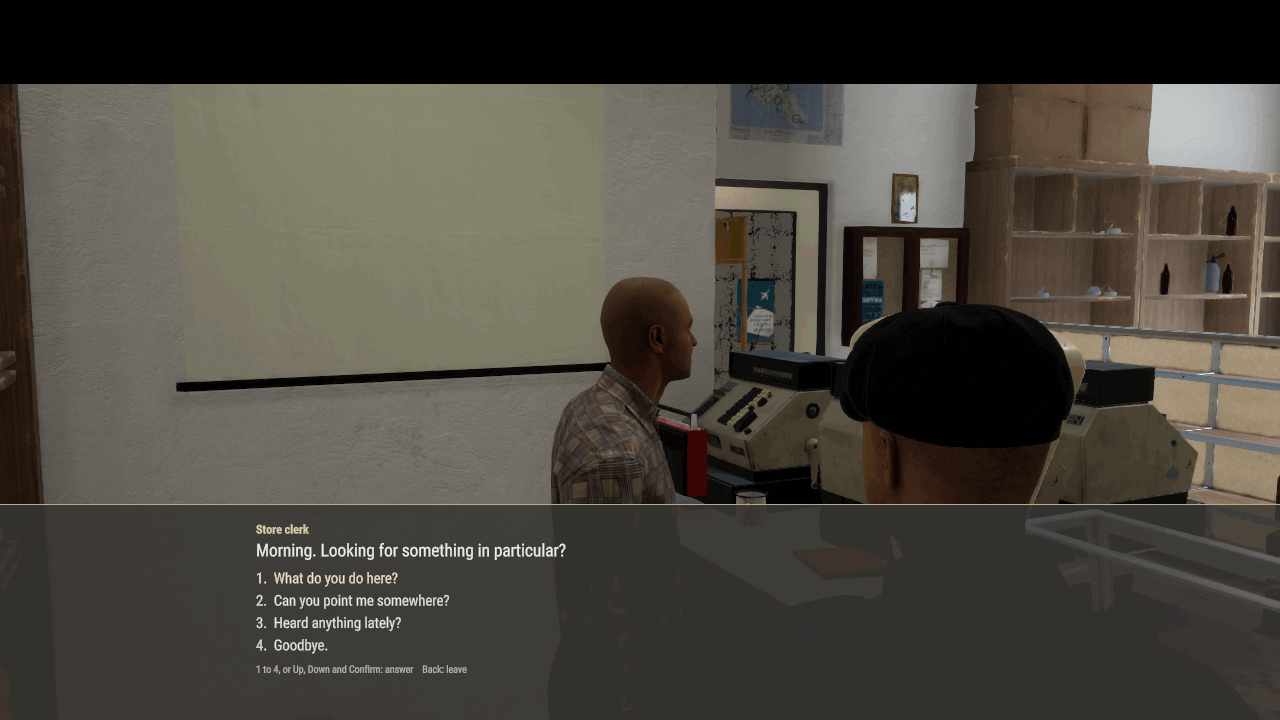 Store clerk
Morning. Looking for something in particular?
1. What do you do here?
2. Can you point me somewhere?
3. Heard anything lately?
4. Goodbye.
1 to 4, or Up, Down and Confirm: answer Back: leave